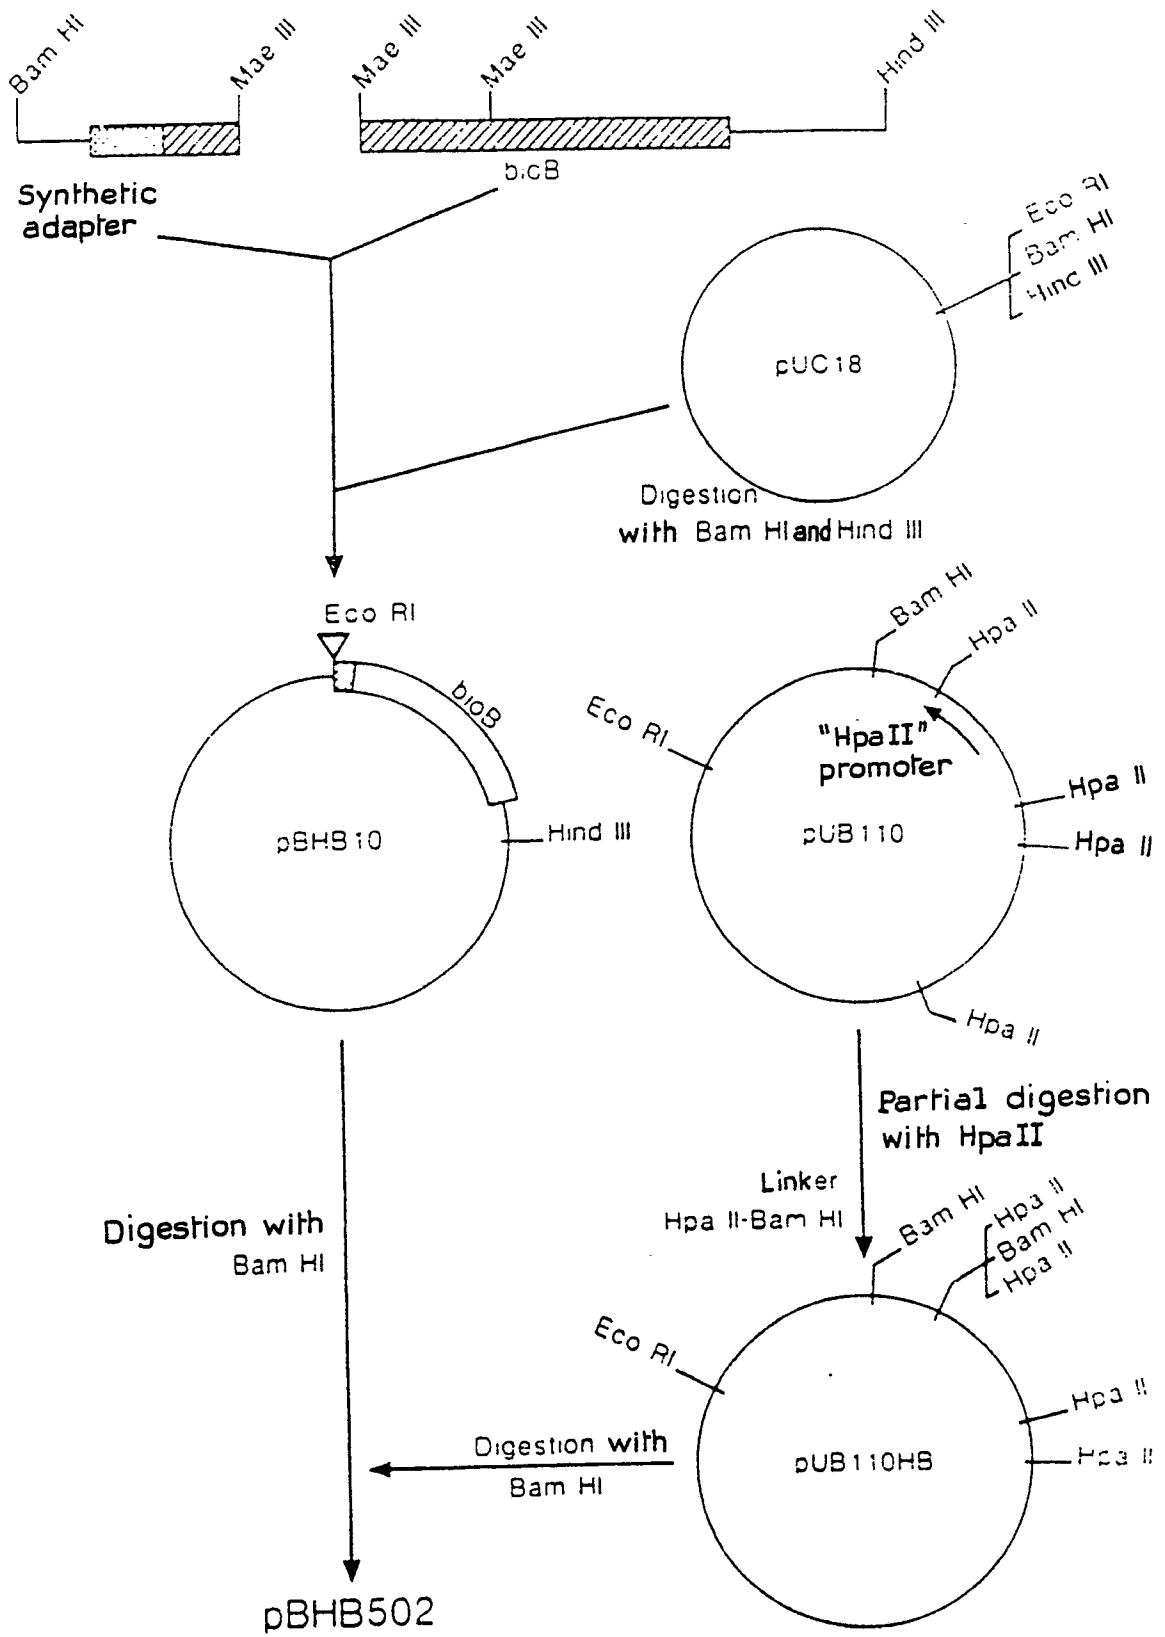 Bam HI
Mae III
Mae III
Mae III
Hind III
bioB
Synthetic
adapter
Eco RI
Bam HI
Hinc III
pUC18
Digestion
with Bam HI and Hind III
Eco RI
bioB
pBHB10
Hind III
Bam HI
Hpa II
Eco RI
"HpaII"
promoter
Hpa II
pUB110
Hpa II
Hpa II
Partial digestion
with HpaII
Linker
Hpa II-Bam HI
Digestion with
Bam HI
Bam HI
Hpa II
Bam HI
Hpa II
Eco RI
Hpa II
Hpa II
pUB110HB
Digestion with
Bam HI
pBHB502